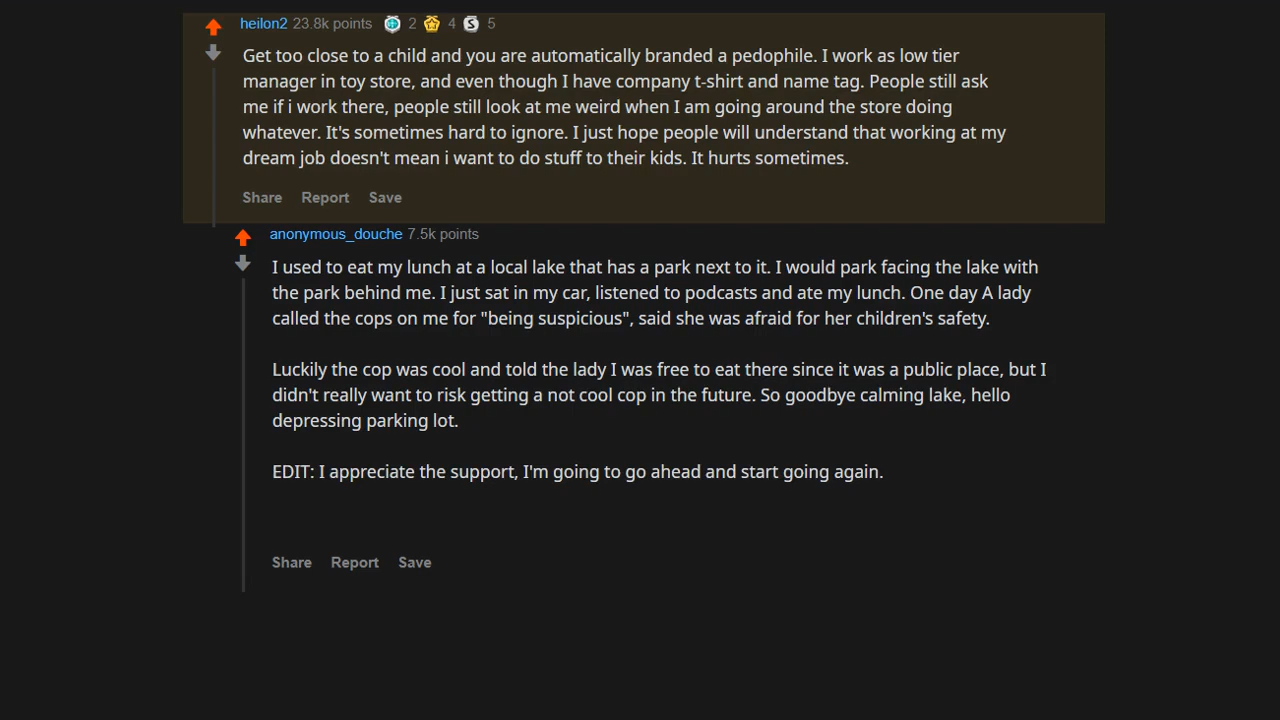 heilon2 23.8k points 2 4 S 5
Get too close to a child and you are automatically branded a pedophile. I work as low tier
manager in toy store, and even though I have company t-shirt and name tag. People still ask
me if i work there, people still look at me weird when I am going around the store doing
whatever. It's sometimes hard to ignore. I just hope people will understand that working at my
dream job doesn't mean i want to do stuff to their kids. It hurts sometimes.
Share Report Save
anonymous_douche 7.5k points
I used to eat my lunch at a local lake that has a park next to it. I would park facing the lake with
the park behind me. I just sat in my car, listened to podcasts and ate my lunch. One day A lady
called the cops on me for "being suspicious", said she was afraid for her children's safety.
Luckily the cop was cool and told the lady I was free to eat there since it was a public place, but I
didn't really want to risk getting a not cool cop in the future. So goodbye calming lake, hello
depressing parking lot.
EDIT: I appreciate the support, I'm going to go ahead and start going again.
Share Report Save